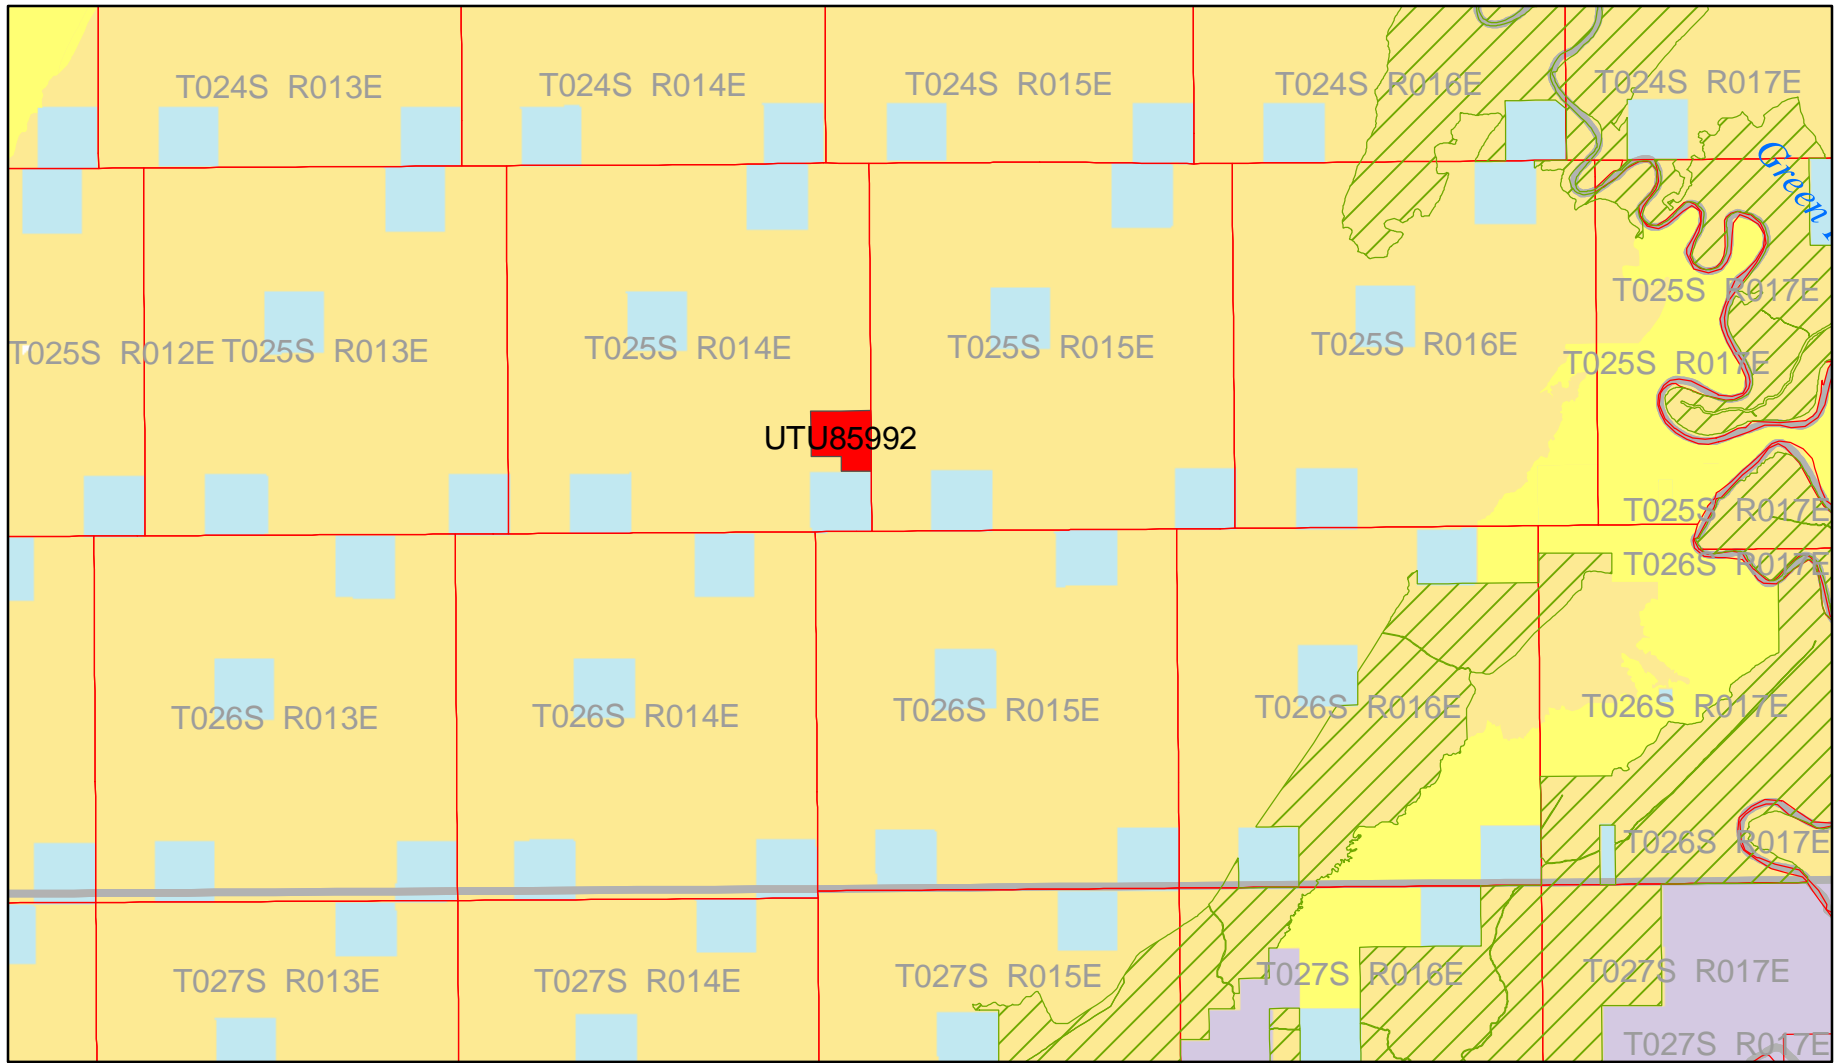 T024S R013E
T024S R014E
T024S R015E
T024S R016E
T024S R017E
Green
T025S R017E
T025S R012E
T025S R013E
T025S R014E
T025S R015E
T025S R016E
T025S R017E
UTU85992
T025S R017E
T026S R017E
T026S R013E
T026S R014E
T026S R015E
T026S R016E
T026S R017E
T026S R017E
T027S R013E
T027S R014E
T027S R015E
T027S R016E
T027S R017E
T027S R017E